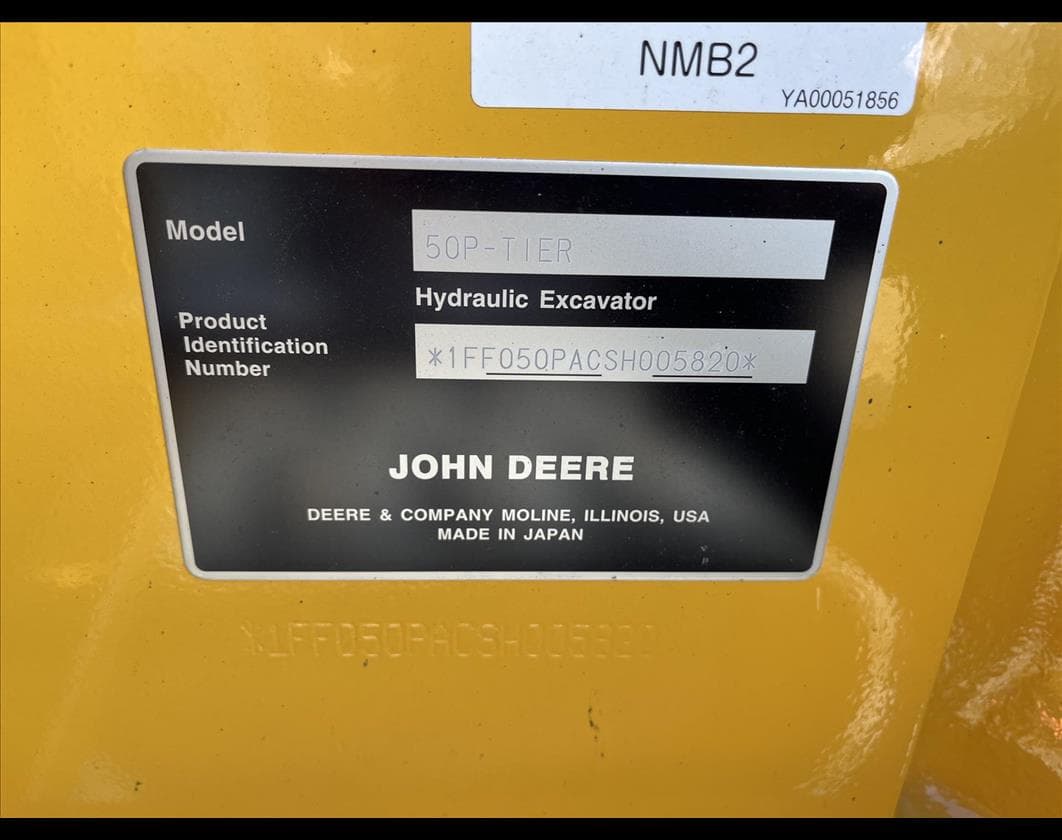 NMB2
YA00051856
Model
50P-TIER
Hydraulic Excavator
Product
Identification
Number
*1FF050PACSH005820*
JOHN DEERE
DEERE & COMPANY MOLINE, ILLINOIS, USA
MADE IN JAPAN
*1FF050PACSH005820*